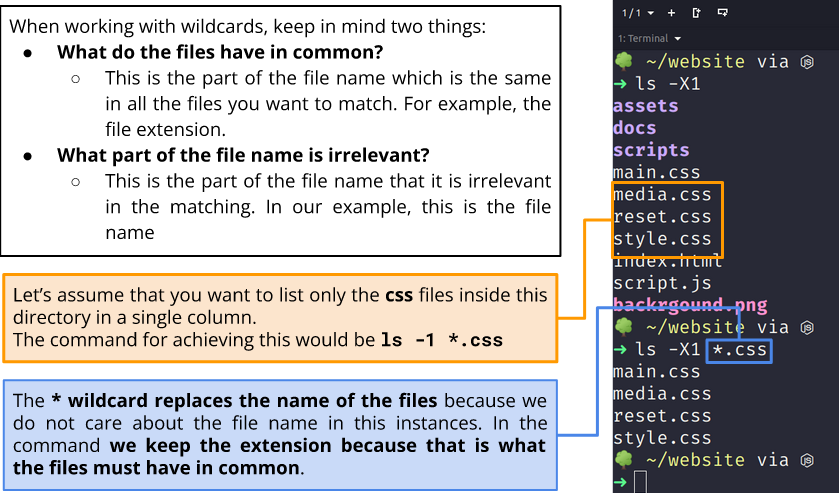 When working with wildcards, keep in mind two things:
● What do the files have in common?
○ This is the part of the file name which is the same
in all the files you want to match. For example, the
file extension.
● What part of the file name is irrelevant?
○ This is the part of the file name that it is irrelevant
in the matching. In our example, this is the file
name
Let's assume that you want to list only the css files inside this
directory in a single column.
The command for achieving this would be ls -1 *.css
The * wildcard replaces the name of the files because we
do not care about the file name in this instances. In the
command we keep the extension because that is what
the files must have in common.
1/1
1: Terminal
~/website via
➜ ls -X1
assets
docs
scripts
main.css
media.css
reset.css
style.css
index.html
script.js
backrgound.png
~/website via
➜ ls -X1 *.css
main.css
media.css
reset.css
style.css
~/website via
➜